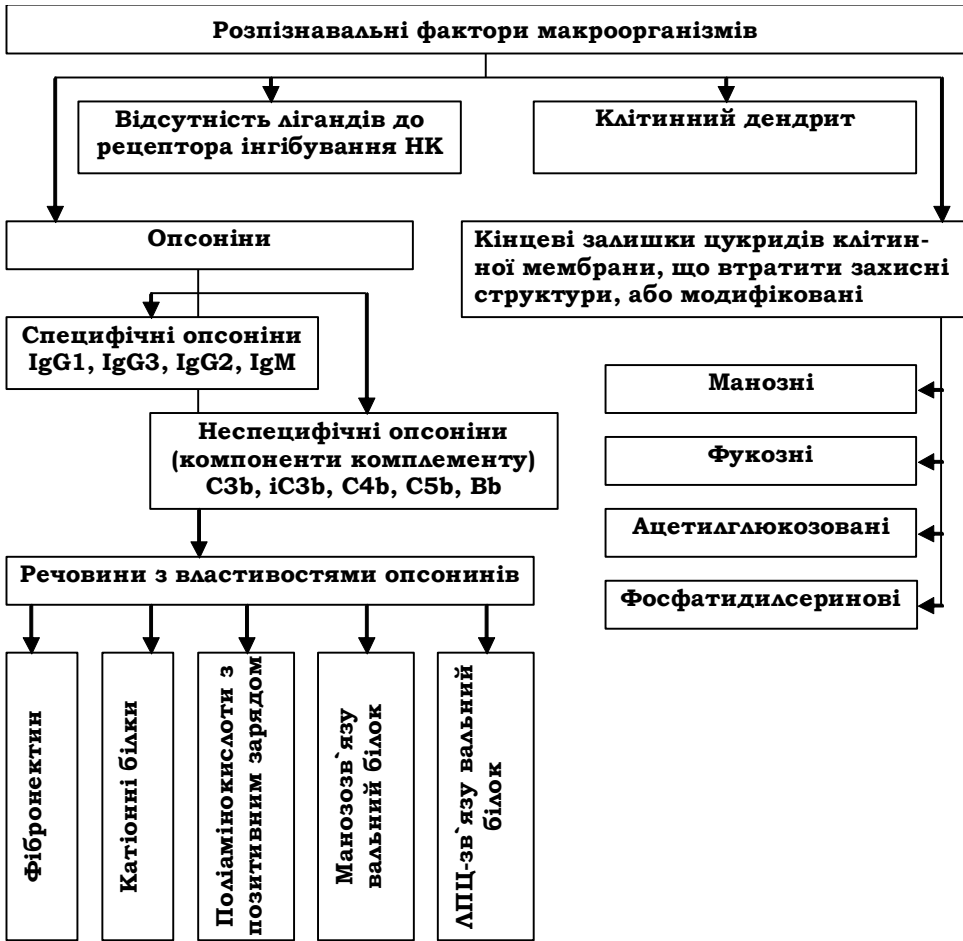 Розпізнавальні фактори макроорганізмів
Відсутність лігандів до
рецептора інгібування НК
Клітинний дендрит
Опсоніни
Кінцеві залишки цукридів клітин-
ної мембрани, що втратити захисні
структури, або модифіковані
Специфічні опсоніни
IgG1, IgG3, IgG2, IgM
Неспецифічні опсоніни
(компоненти комплементу)
C3b, iC3b, C4b, C5b, Bb
Манозні
Фукозні
Ацетилглюкозовані
Фосфатидилсеринові
Речовини з властивостями опсонинів
Фібронектин
Катіонні білки
Поліамінокислоти з
позитивним зарядом
Манозозв`язу
вальний білок
ЛПЦ-зв`язу вальний
білок